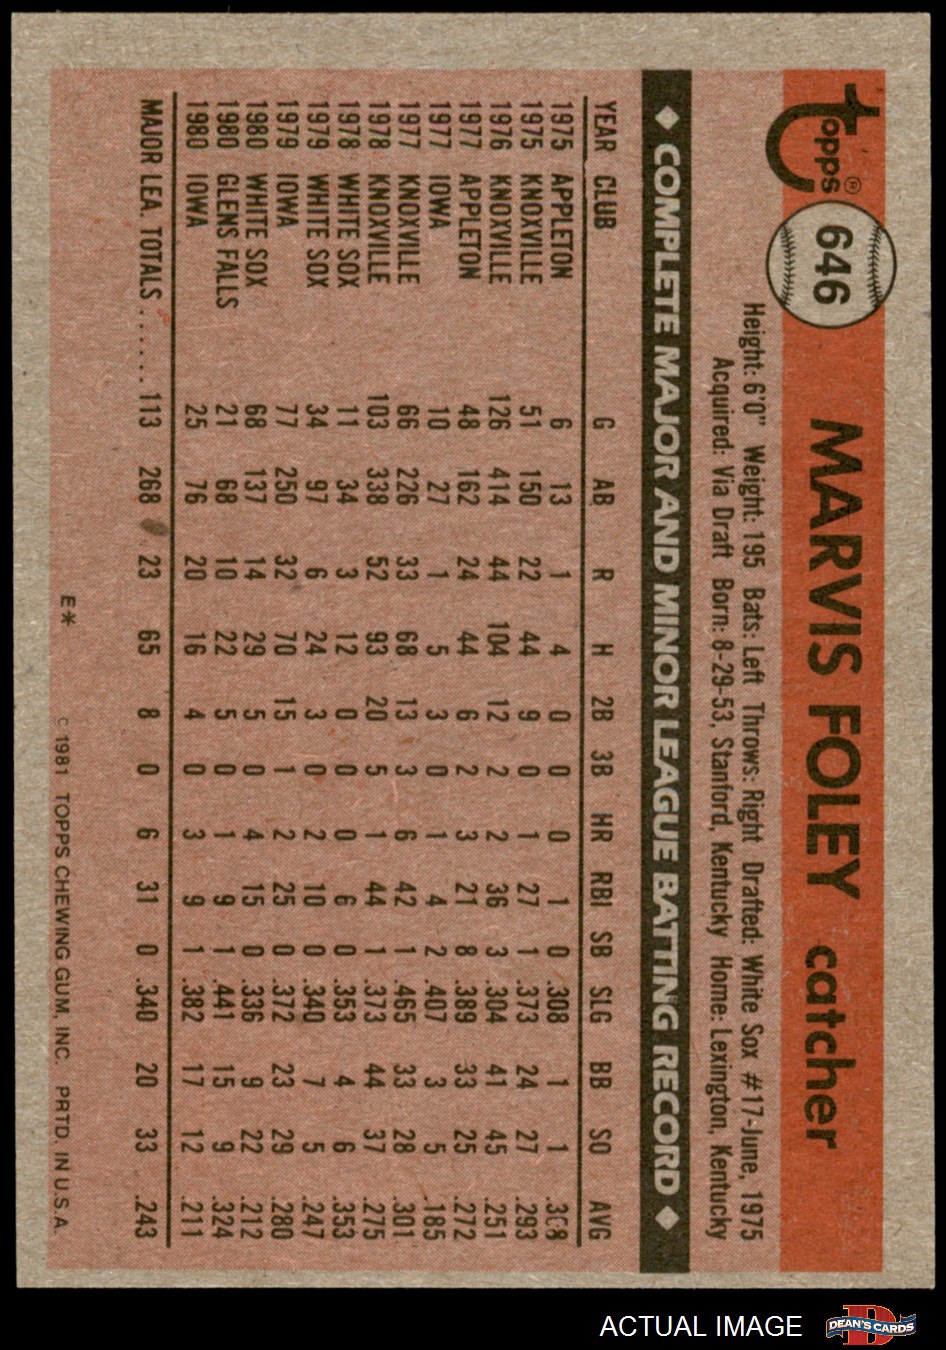 Topps®
646 MARVIS FOLEY catcher
Height: 6'0" Weight: 195 Bats: Left Throws: Right Drafted: White Sox #17-June, 1975
Acquired: Via Draft Born: 8-29-53, Stanford, Kentucky Home: Lexington, Kentucky
◆ COMPLETE MAJOR AND MINOR LEAGUE BATTING RECORD ◆
YEAR CLUB G AB R H 2B 3B HR RBI SB SLG BB SO AVG
1975 APPLETON 6 13 1 4 0 0 0 1 0 .308 1 1 .308
1975 KNOXVILLE 51 150 22 44 9 0 1 27 1 .373 24 27 .293
1976 KNOXVILLE 126 414 44 104 12 2 2 36 3 .304 41 45 .251
1977 APPLETON 48 162 24 44 6 2 3 21 8 .389 33 25 .272
1977 IOWA 10 27 1 5 3 0 1 4 2 .407 3 5 .185
1977 KNOXVILLE 66 226 33 68 13 3 6 42 1 .465 33 28 .301
1978 KNOXVILLE 103 338 52 93 20 5 1 44 1 .373 44 37 .275
1978 WHITE SOX 11 34 3 12 0 0 0 6 0 .353 4 6 .353
1979 WHITE SOX 34 97 6 24 3 0 2 10 0 .340 7 5 .247
1979 IOWA 77 250 32 70 15 1 2 25 0 .372 23 29 .280
1980 WHITE SOX 68 137 14 29 5 0 4 15 0 .336 9 22 .212
1980 GLENS FALLS 21 68 10 22 5 0 1 9 1 .441 15 9 .324
1980 IOWA 25 76 20 16 4 0 3 9 1 .382 17 12 .211
MAJOR LEA. TOTALS ...... 113 268 23 65 8 0 6 31 0 .340 20 33 .243
E* © 1981 TOPPS CHEWING GUM, INC. PRTD. IN U.S.A.
ACTUAL IMAGE D DEAN'S CARDS